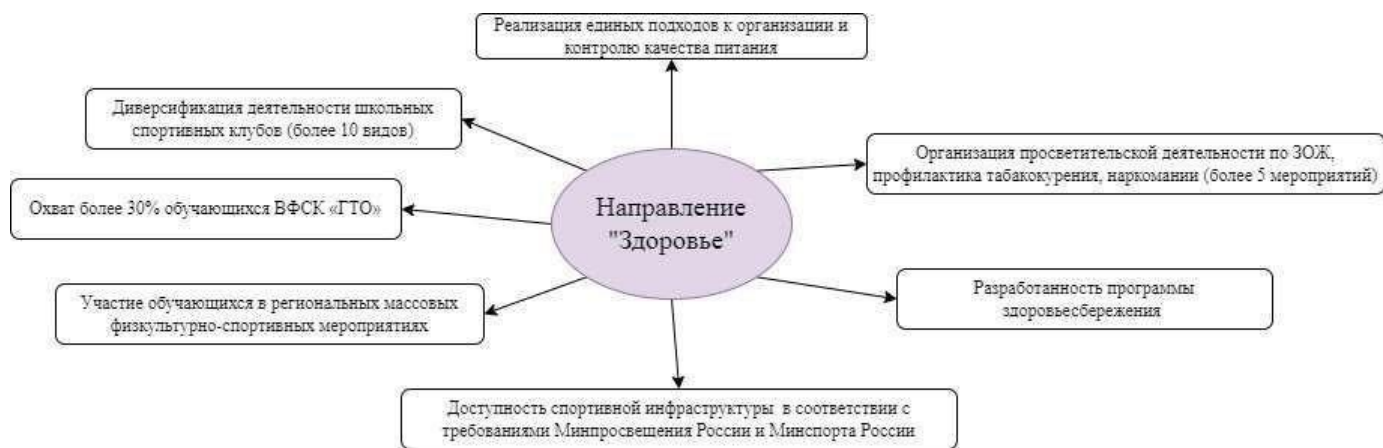 Реализация единых подходов к организации и
контролю качества питания
Диверсификация деятельности школьных
спортивных клубов (более 10 видов)
Организация просветительской деятельности по ЗОЖ,
профилактика табакокурения, наркомании (более 5 мероприятий)
Охват более 30% обучающихся ВФСК «ГТО»
Направление
"Здоровье"
Участие обучающихся в региональных массовых
физкультурно-спортивных мероприятиях
Разработанность программы
здоровьесбережения
Доступность спортивной инфраструктуры в соответствии с
требованиями Минпросвещения России и Минспорта России